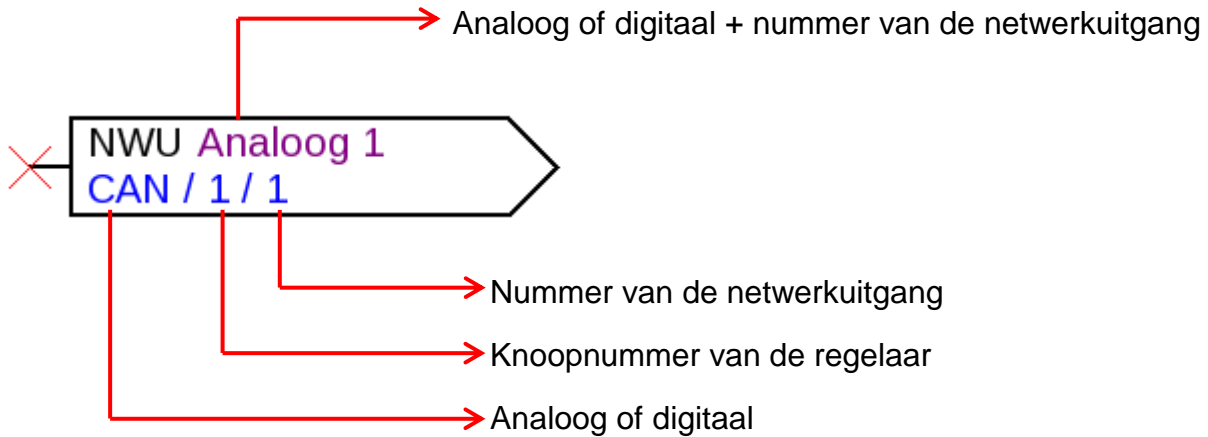 Analoog of digitaal + nummer van de netwerkuitgang
NWU Analoog 1
CAN / 1 / 1
Nummer van de netwerkuitgang
Knoopnummer van de regelaar
Analoog of digitaal